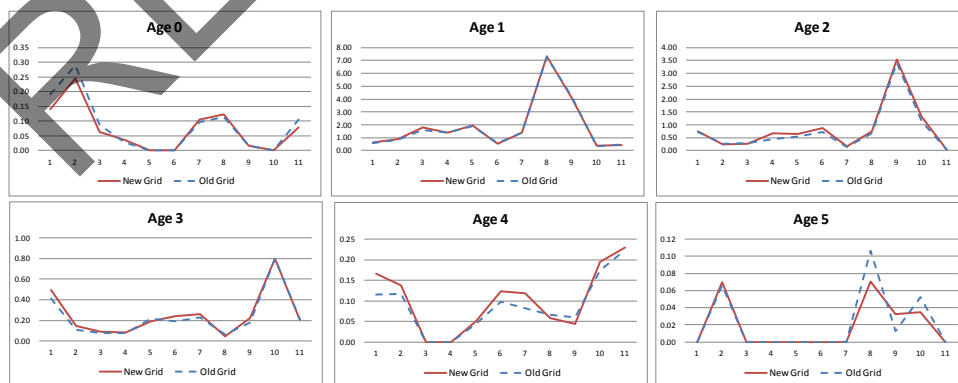 Age 0
0.35
0.30
0.25
0.20
0.15
0.10
0.05
0.00
1 2 3 4 5 6 7 8 9 10 11
New Grid Old Grid
Age 1
8.00
7.00
6.00
5.00
4.00
3.00
2.00
1.00
0.00
1 2 3 4 5 6 7 8 9 10 11
New Grid Old Grid
Age 2
4.00
3.50
3.00
2.50
2.00
1.50
1.00
0.50
0.00
1 2 3 4 5 6 7 8 9 10 11
New Grid Old Grid
Age 3
1.00
0.80
0.60
0.40
0.20
0.00
1 2 3 4 5 6 7 8 9 10 11
New Grid Old Grid
Age 4
0.25
0.20
0.15
0.10
0.05
0.00
1 2 3 4 5 6 7 8 9 10 11
New Grid Old Grid
Age 5
0.12
0.10
0.08
0.06
0.04
0.02
0.00
1 2 3 4 5 6 7 8 9 10 11
New Grid Old Grid